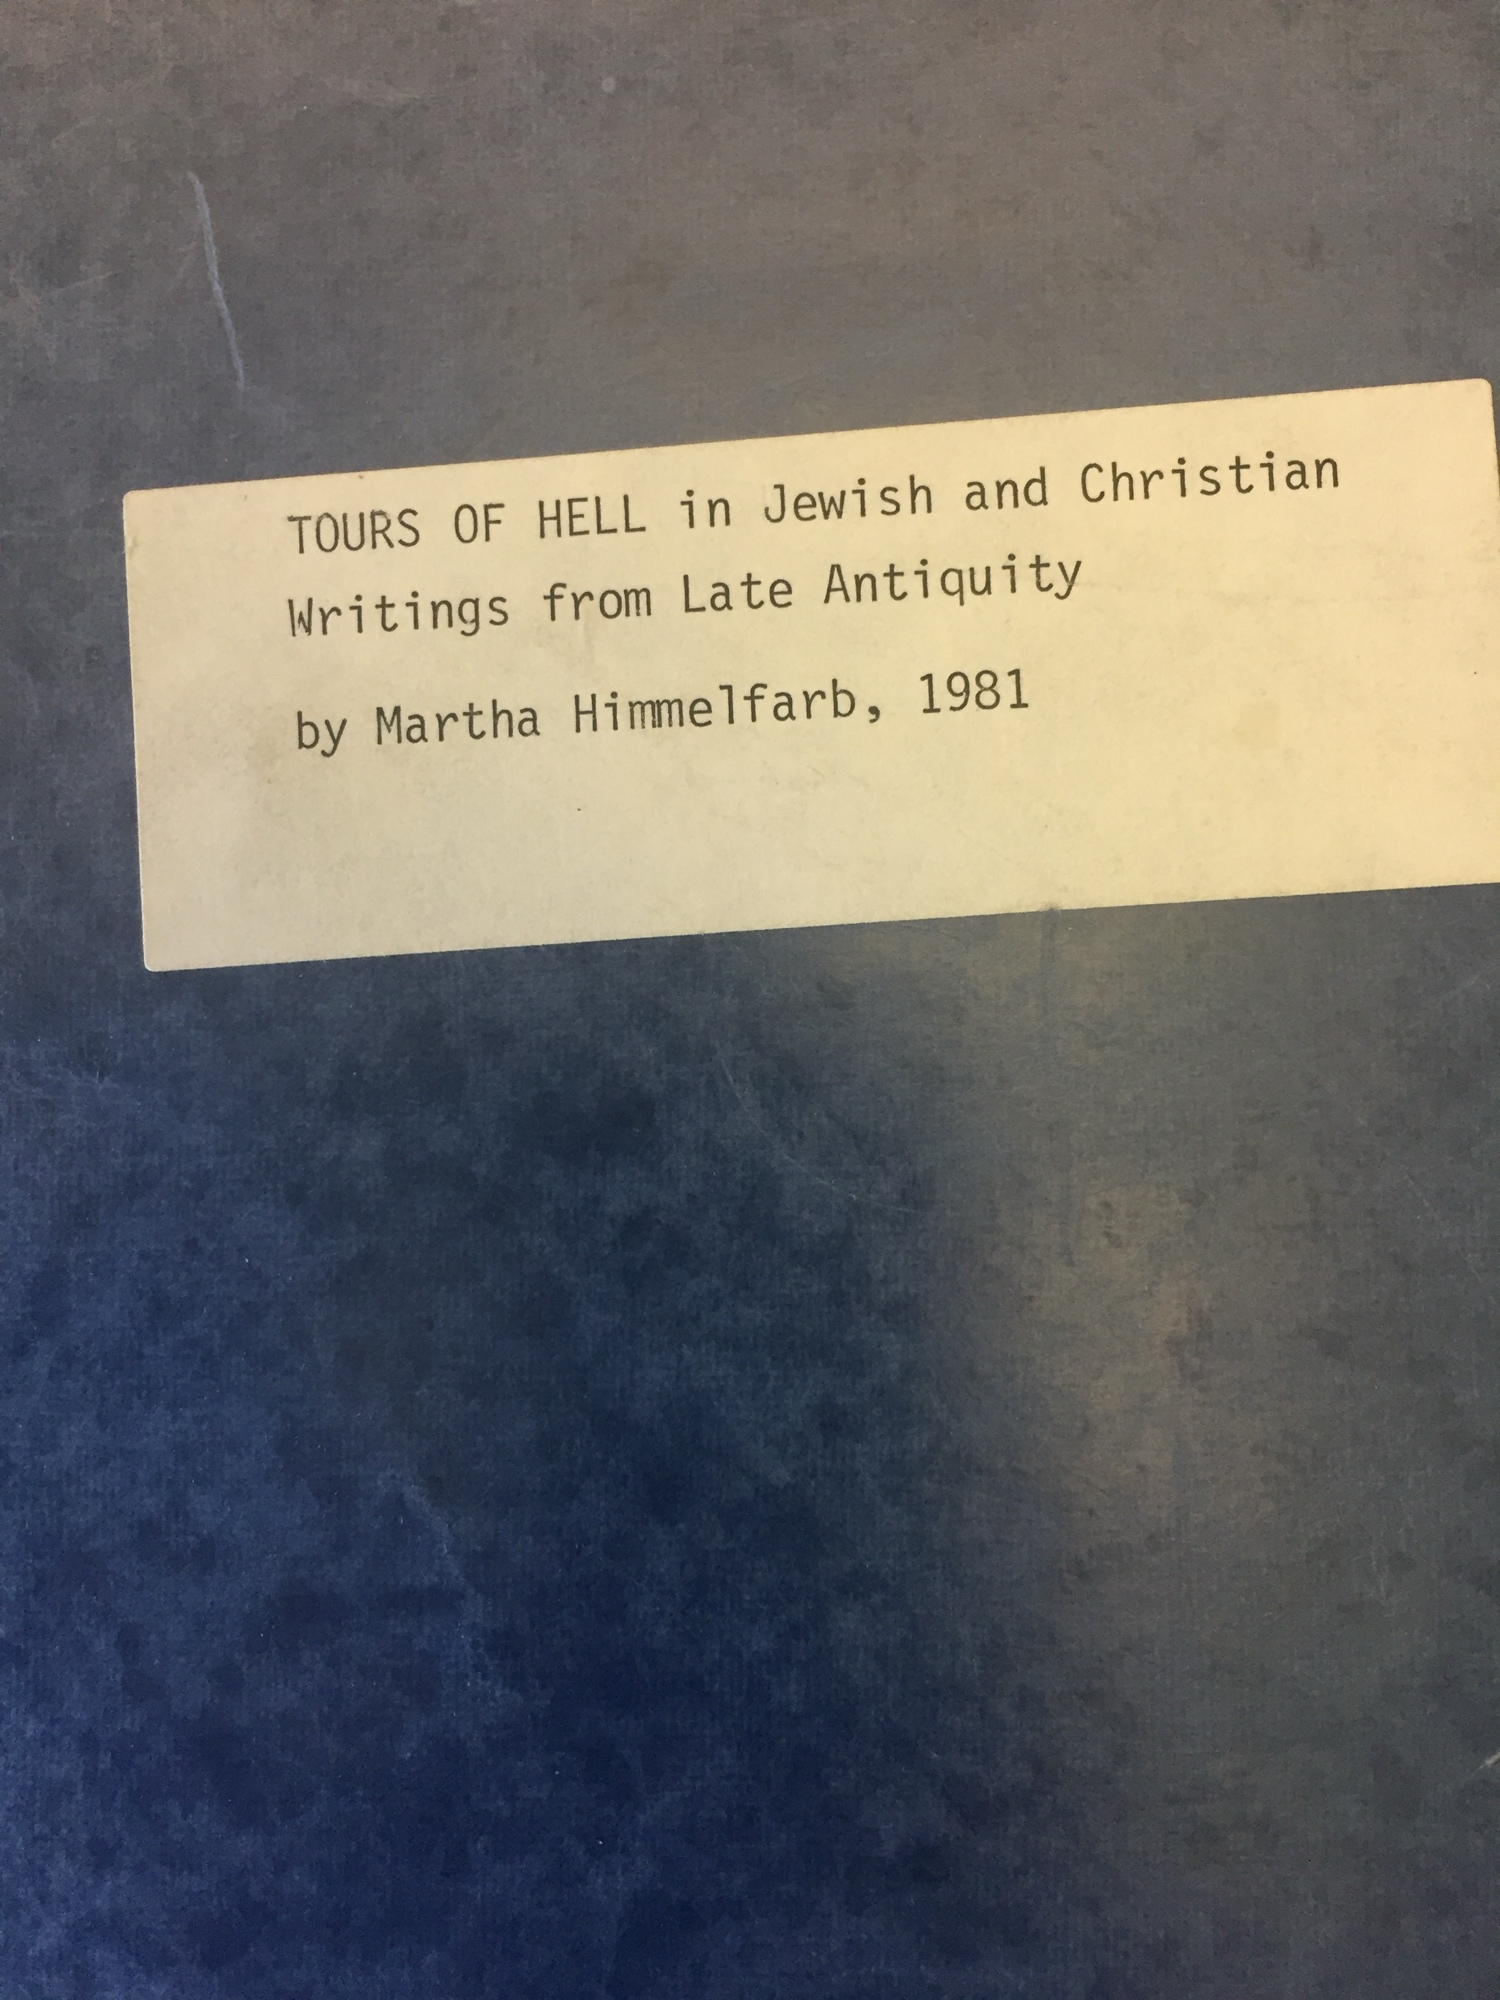 TOURS OF HELL in Jewish and Christian
Writings from Late Antiquity
by Martha Himmelfarb, 1981